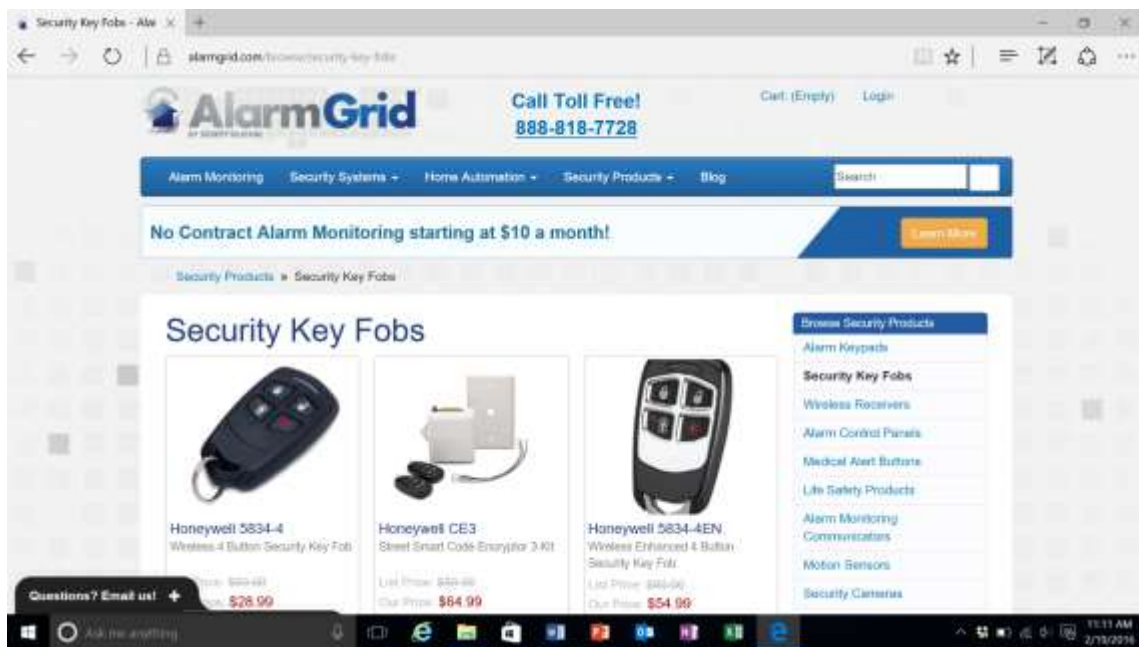 Security Key Fobs - Ala
alarmgrid.com/browse/security-key-fobs
AlarmGrid
Call Toll Free!
888-818-7728
Cart: (Empty) Login
Alarm Monitoring Security Systems Home Automation Security Products Blog Search
No Contract Alarm Monitoring starting at $10 a month!
Learn More
Security Products » Security Key Fobs
Security Key Fobs
Honeywell 5834-4
Wireless 4 Button Security Key Fob
$28.99
Honeywell CE3
Street Smart Code Encryptor 3 Kit
List Price:
Our Price: $64.99
Honeywell 5834-4EN
Wireless Enhanced 4 Button
Security Key Fob
List Price:
Our Price: $54.99
Browse Security Products
Alarm Keypads
Security Key Fobs
Wireless Receivers
Alarm Control Panels
Medical Alert Buttons
Life Safety Products
Alarm Monitoring
Communicators
Motion Sensors
Security Cameras
Questions? Email us! +
Ask me anything
11:11 AM
2/19/2016